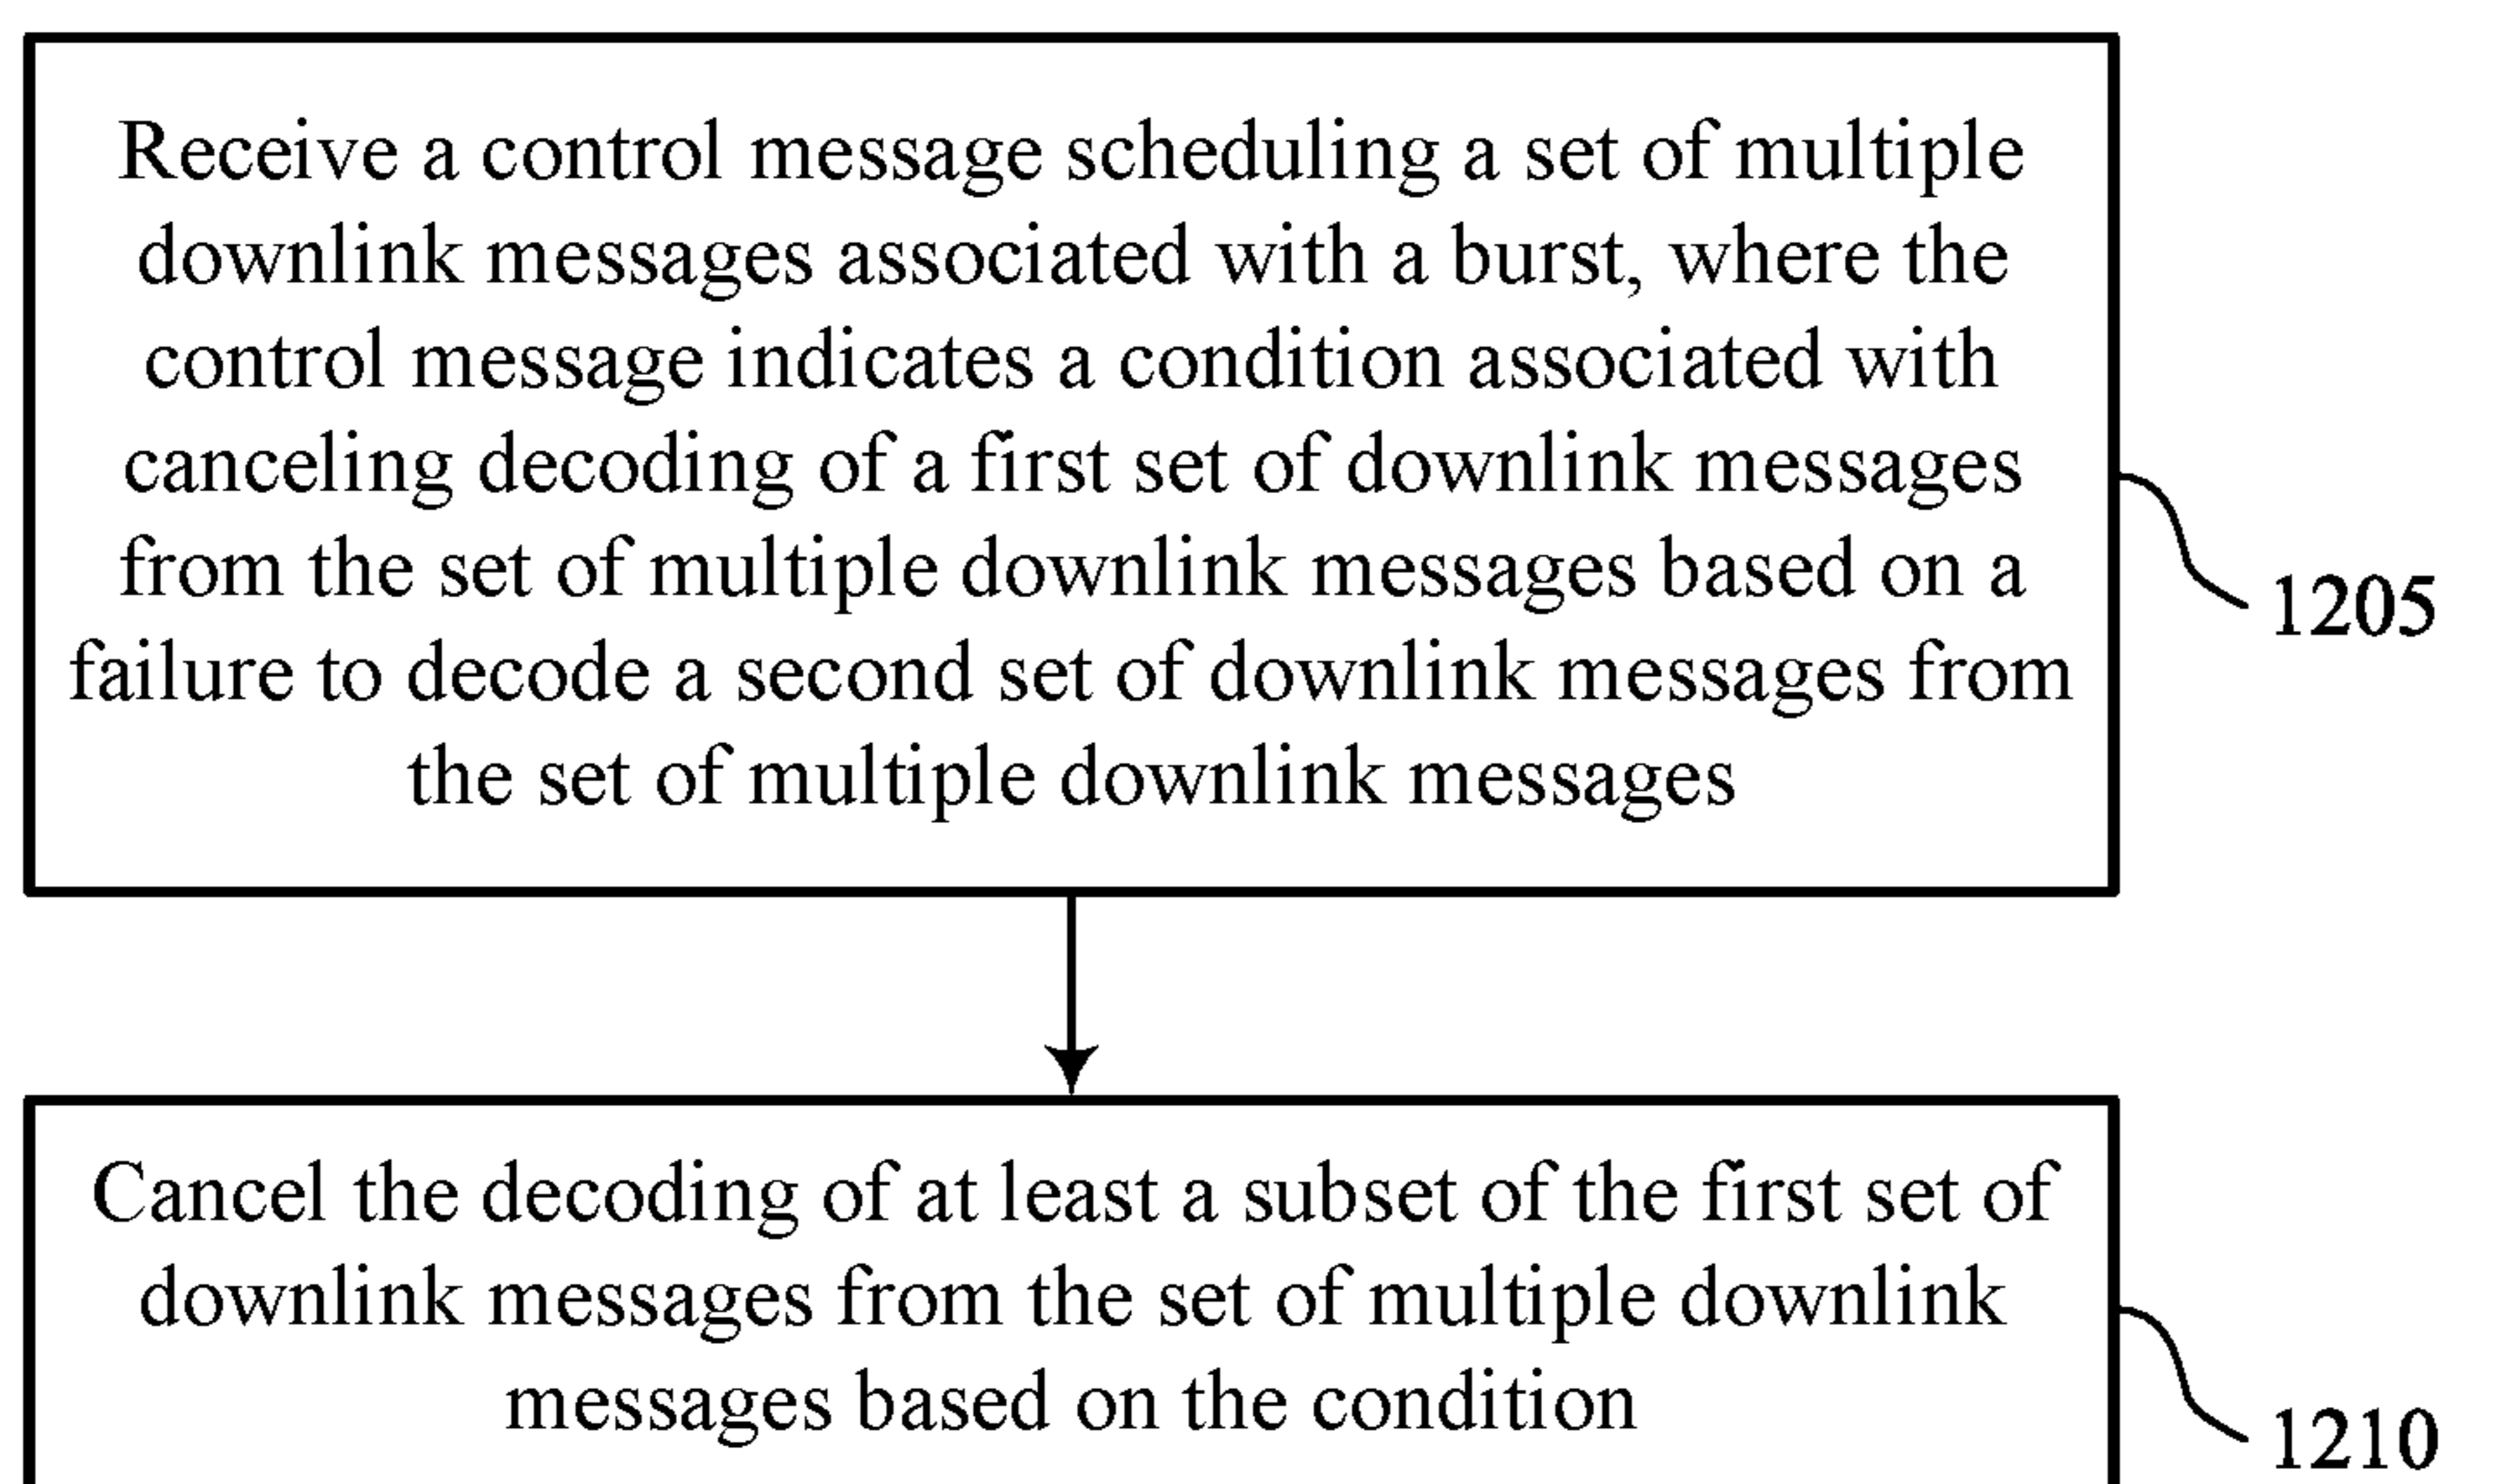 Receive a control message scheduling a set of multiple
downlink messages associated with a burst, where the
control message indicates a condition associated with
canceling decoding of a first set of downlink messages
from the set of multiple downlink messages based on a
failure to decode a second set of downlink messages from
the set of multiple downlink messages
1205
Cancel the decoding of at least a subset of the first set of
downlink messages from the set of multiple downlink
messages based on the condition
1210